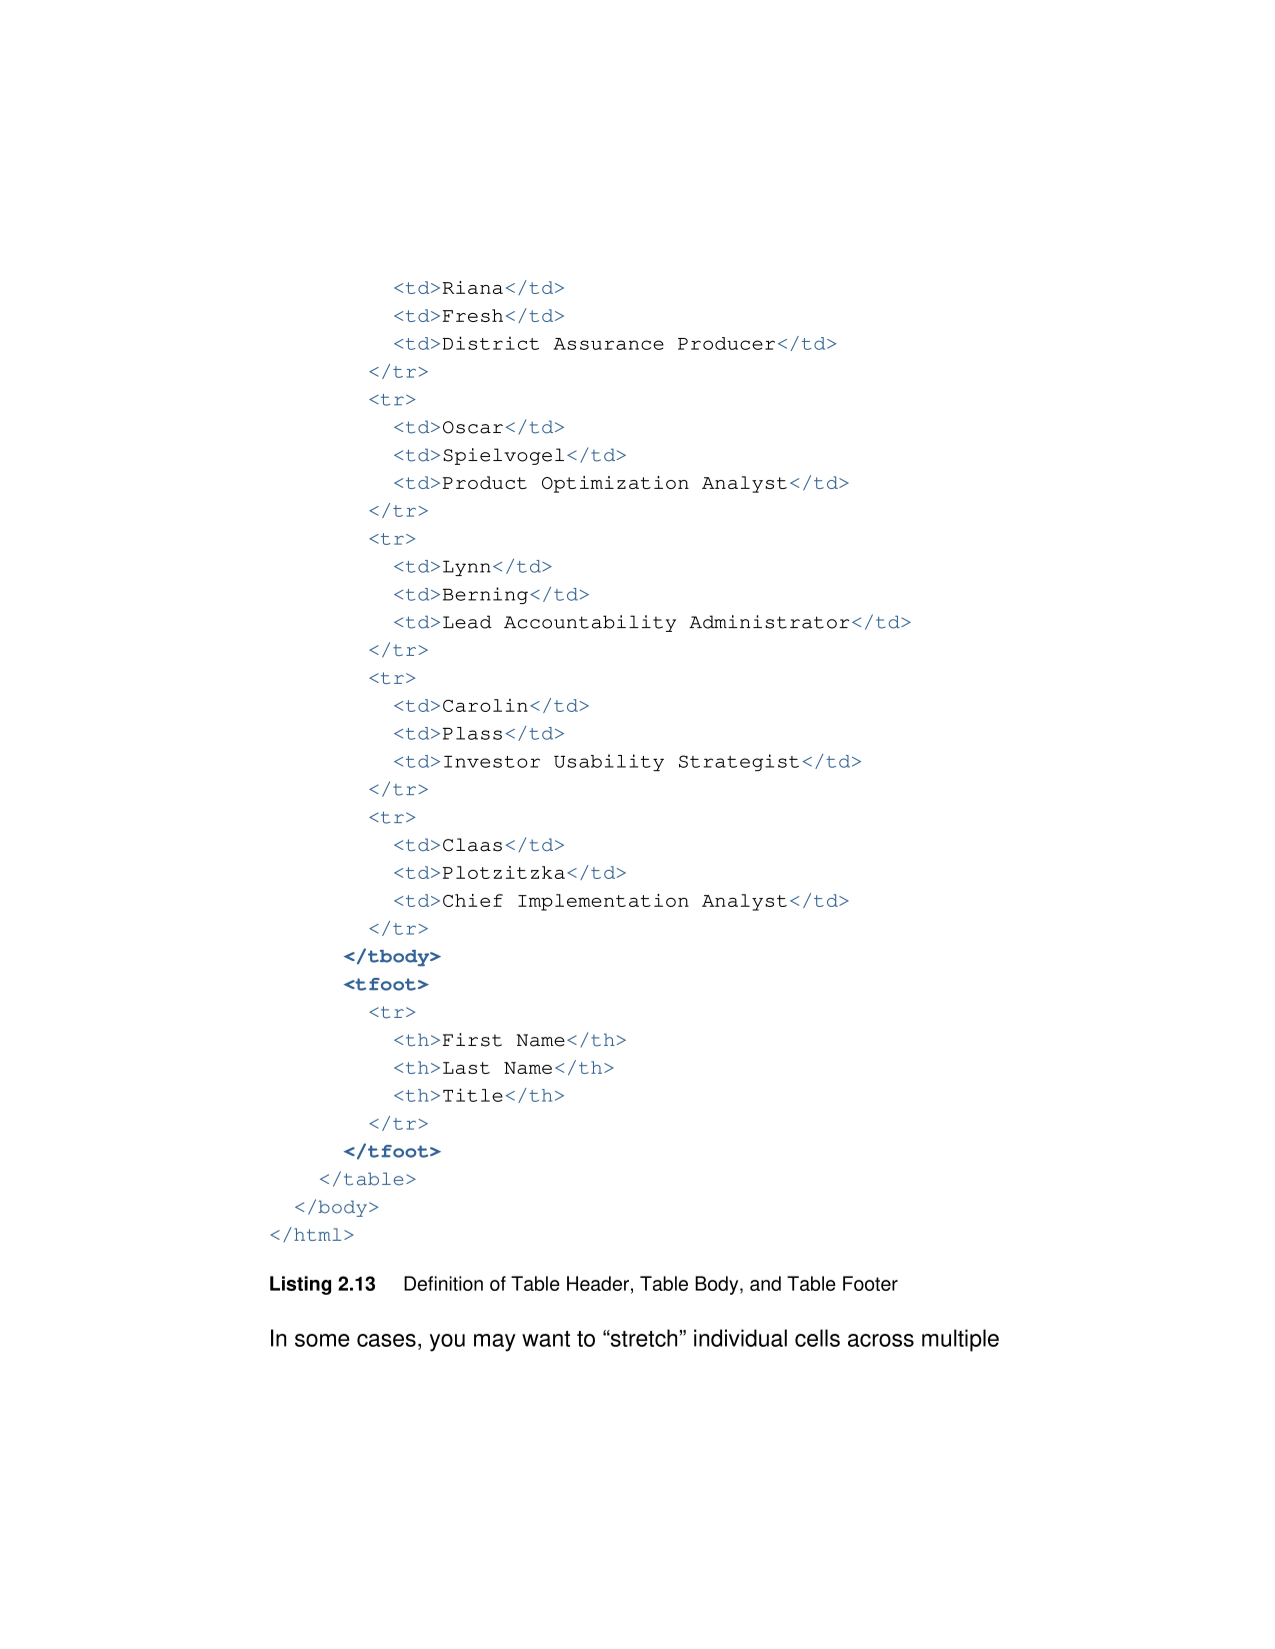 <td>Riana</td>
          <td>Fresh</td>
          <td>District Assurance Producer</td>
        </tr>
        <tr>
          <td>Oscar</td>
          <td>Spielvogel</td>
          <td>Product Optimization Analyst</td>
        </tr>
        <tr>
          <td>Lynn</td>
          <td>Berning</td>
          <td>Lead Accountability Administrator</td>
        </tr>
        <tr>
          <td>Carolin</td>
          <td>Plass</td>
          <td>Investor Usability Strategist</td>
        </tr>
        <tr>
          <td>Claas</td>
          <td>Plotzitzka</td>
          <td>Chief Implementation Analyst</td>
        </tr>
      </tbody>
      <tfoot>
        <tr>
          <th>First Name</th>
          <th>Last Name</th>
          <th>Title</th>
        </tr>
      </tfoot>
    </table>
  </body>
</html>
Listing 2.13 Definition of Table Header, Table Body, and Table Footer
In some cases, you may want to “stretch” individual cells across multiple